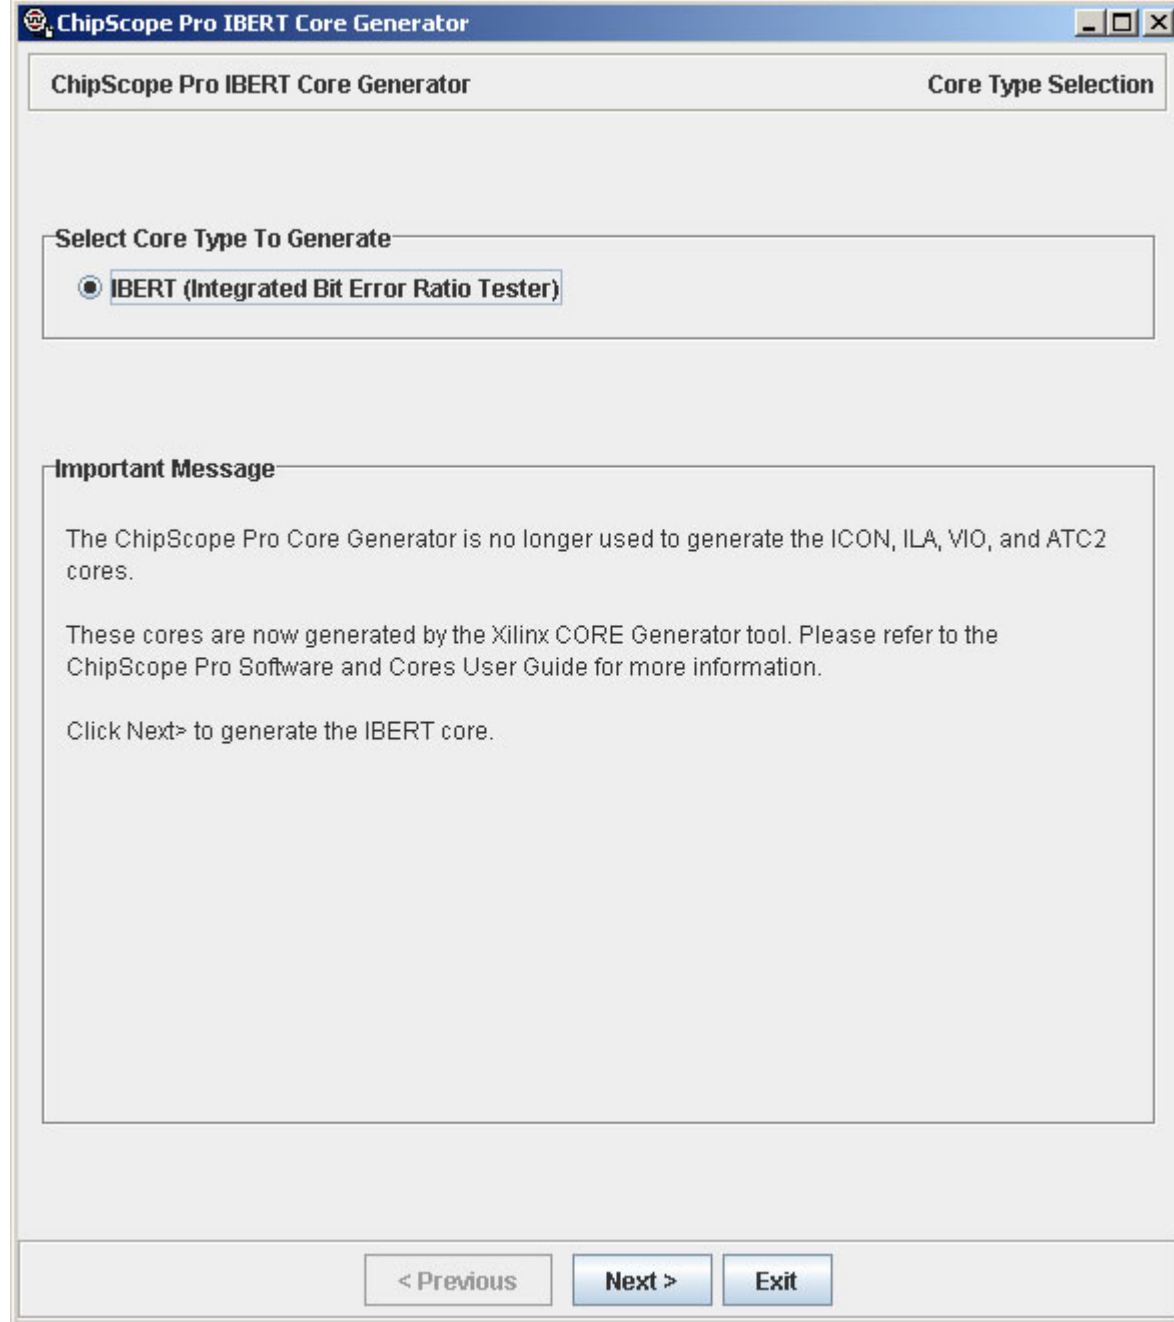 ChipScope Pro IBERT Core Generator
ChipScope Pro IBERT Core Generator Core Type Selection
Select Core Type To Generate
IBERT (Integrated Bit Error Ratio Tester)
Important Message
The ChipScope Pro Core Generator is no longer used to generate the ICON, ILA, VIO, and ATC2
cores.
These cores are now generated by the Xilinx CORE Generator tool. Please refer to the
ChipScope Pro Software and Cores User Guide for more information.
Click Next> to generate the IBERT core.
< Previous Next > Exit